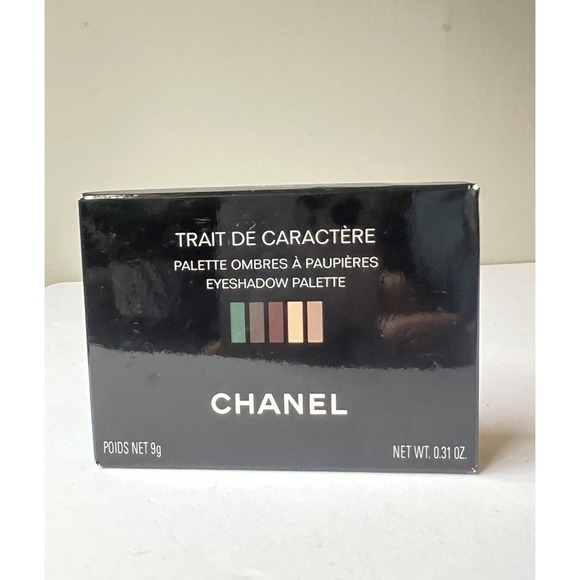 TRAIT DE CARACTÈRE
PALETTE OMBRES À PAUPIÈRES
EYESHADOW PALETTE
CHANEL
POIDS NET 9g
NET WT. 0.31 OZ.